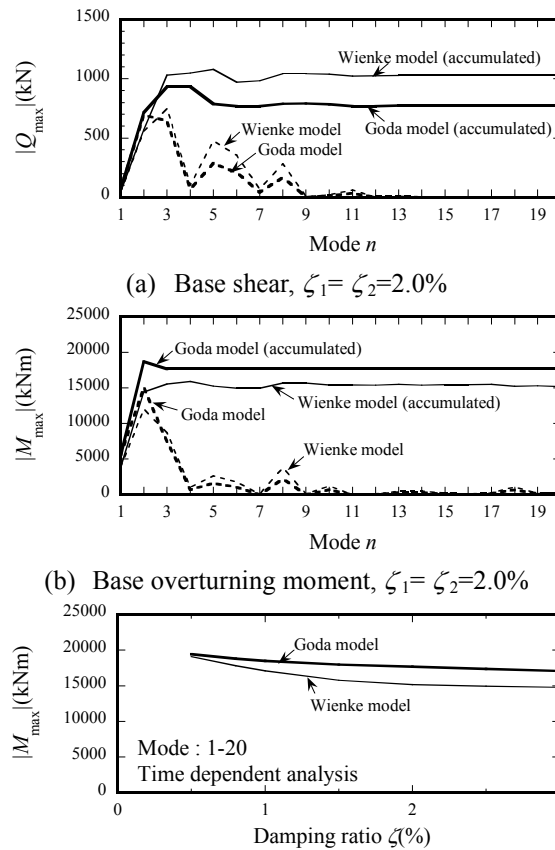 1500
1000
500
0
|Q max|(kN)
Wienke model (accumulated)
Goda model (accumulated)
Wienke model
Goda model
1 3 5 7 9 11 13 15 17 19
Mode n
(a) Base shear, ζ1= ζ2=2.0%
25000
20000
15000
10000
5000
0
|M max|(kNm)
Goda model (accumulated)
Wienke model (accumulated)
Goda model
Wienke model
1 3 5 7 9 11 13 15 17 19
Mode n
(b) Base overturning moment, ζ1= ζ2=2.0%
25000
20000
15000
10000
5000
0
|M max|(kNm)
Goda model
Wienke model
Mode : 1-20
Time dependent analysis
0 1 2
Damping ratio ζ(%)